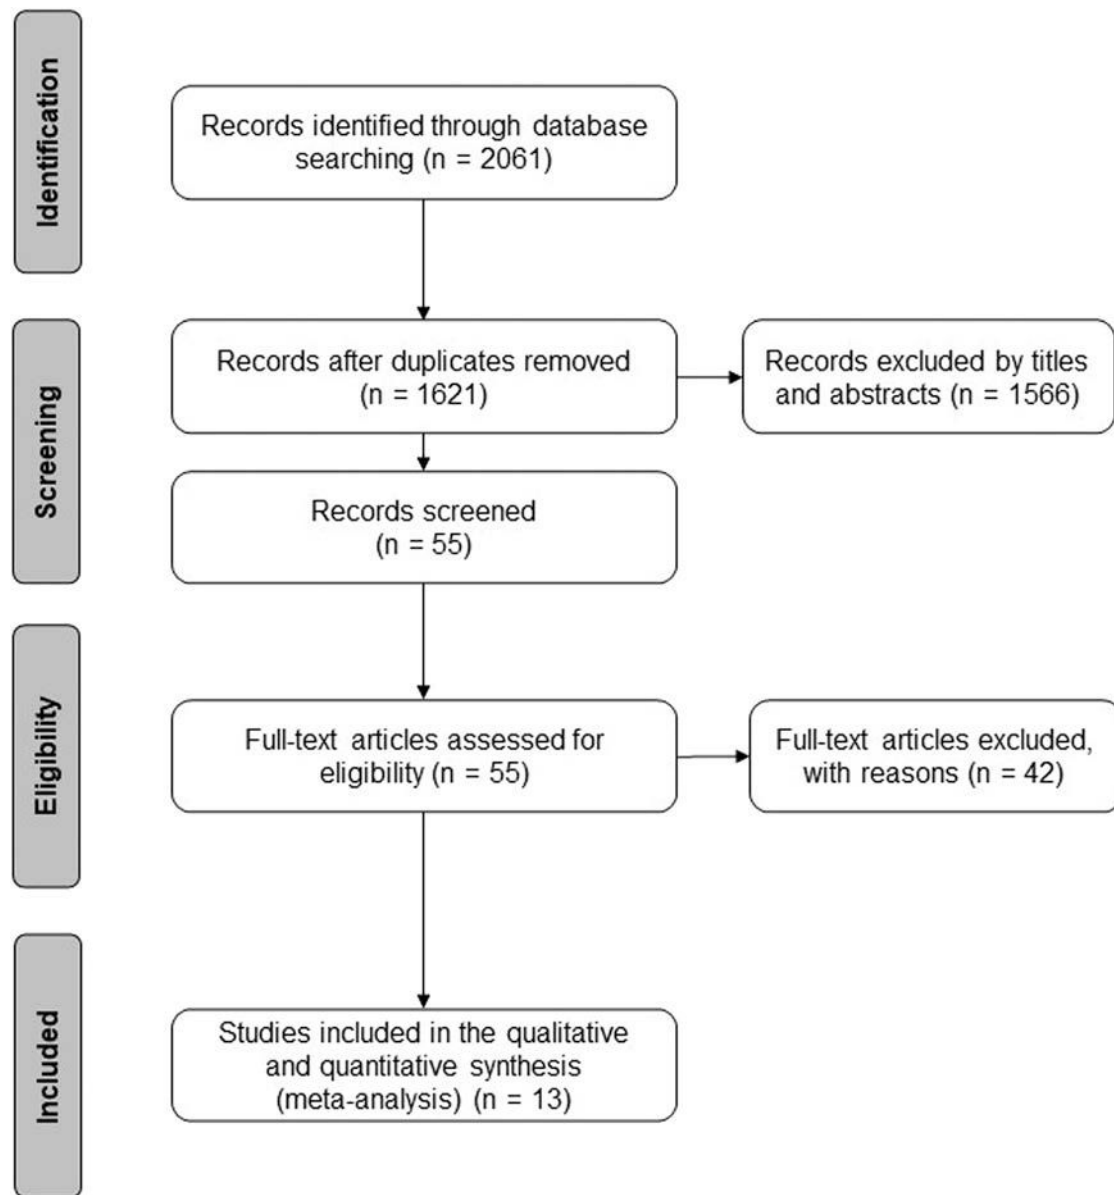 Identification
Records identified through database
searching (n = 2061)
Screening
Records after duplicates removed
(n = 1621)
Records excluded by titles
and abstracts (n = 1566)
Records screened
(n = 55)
Eligibility
Full-text articles assessed for
eligibility (n = 55)
Full-text articles excluded,
with reasons (n = 42)
Included
Studies included in the qualitative
and quantitative synthesis
(meta-analysis) (n = 13)